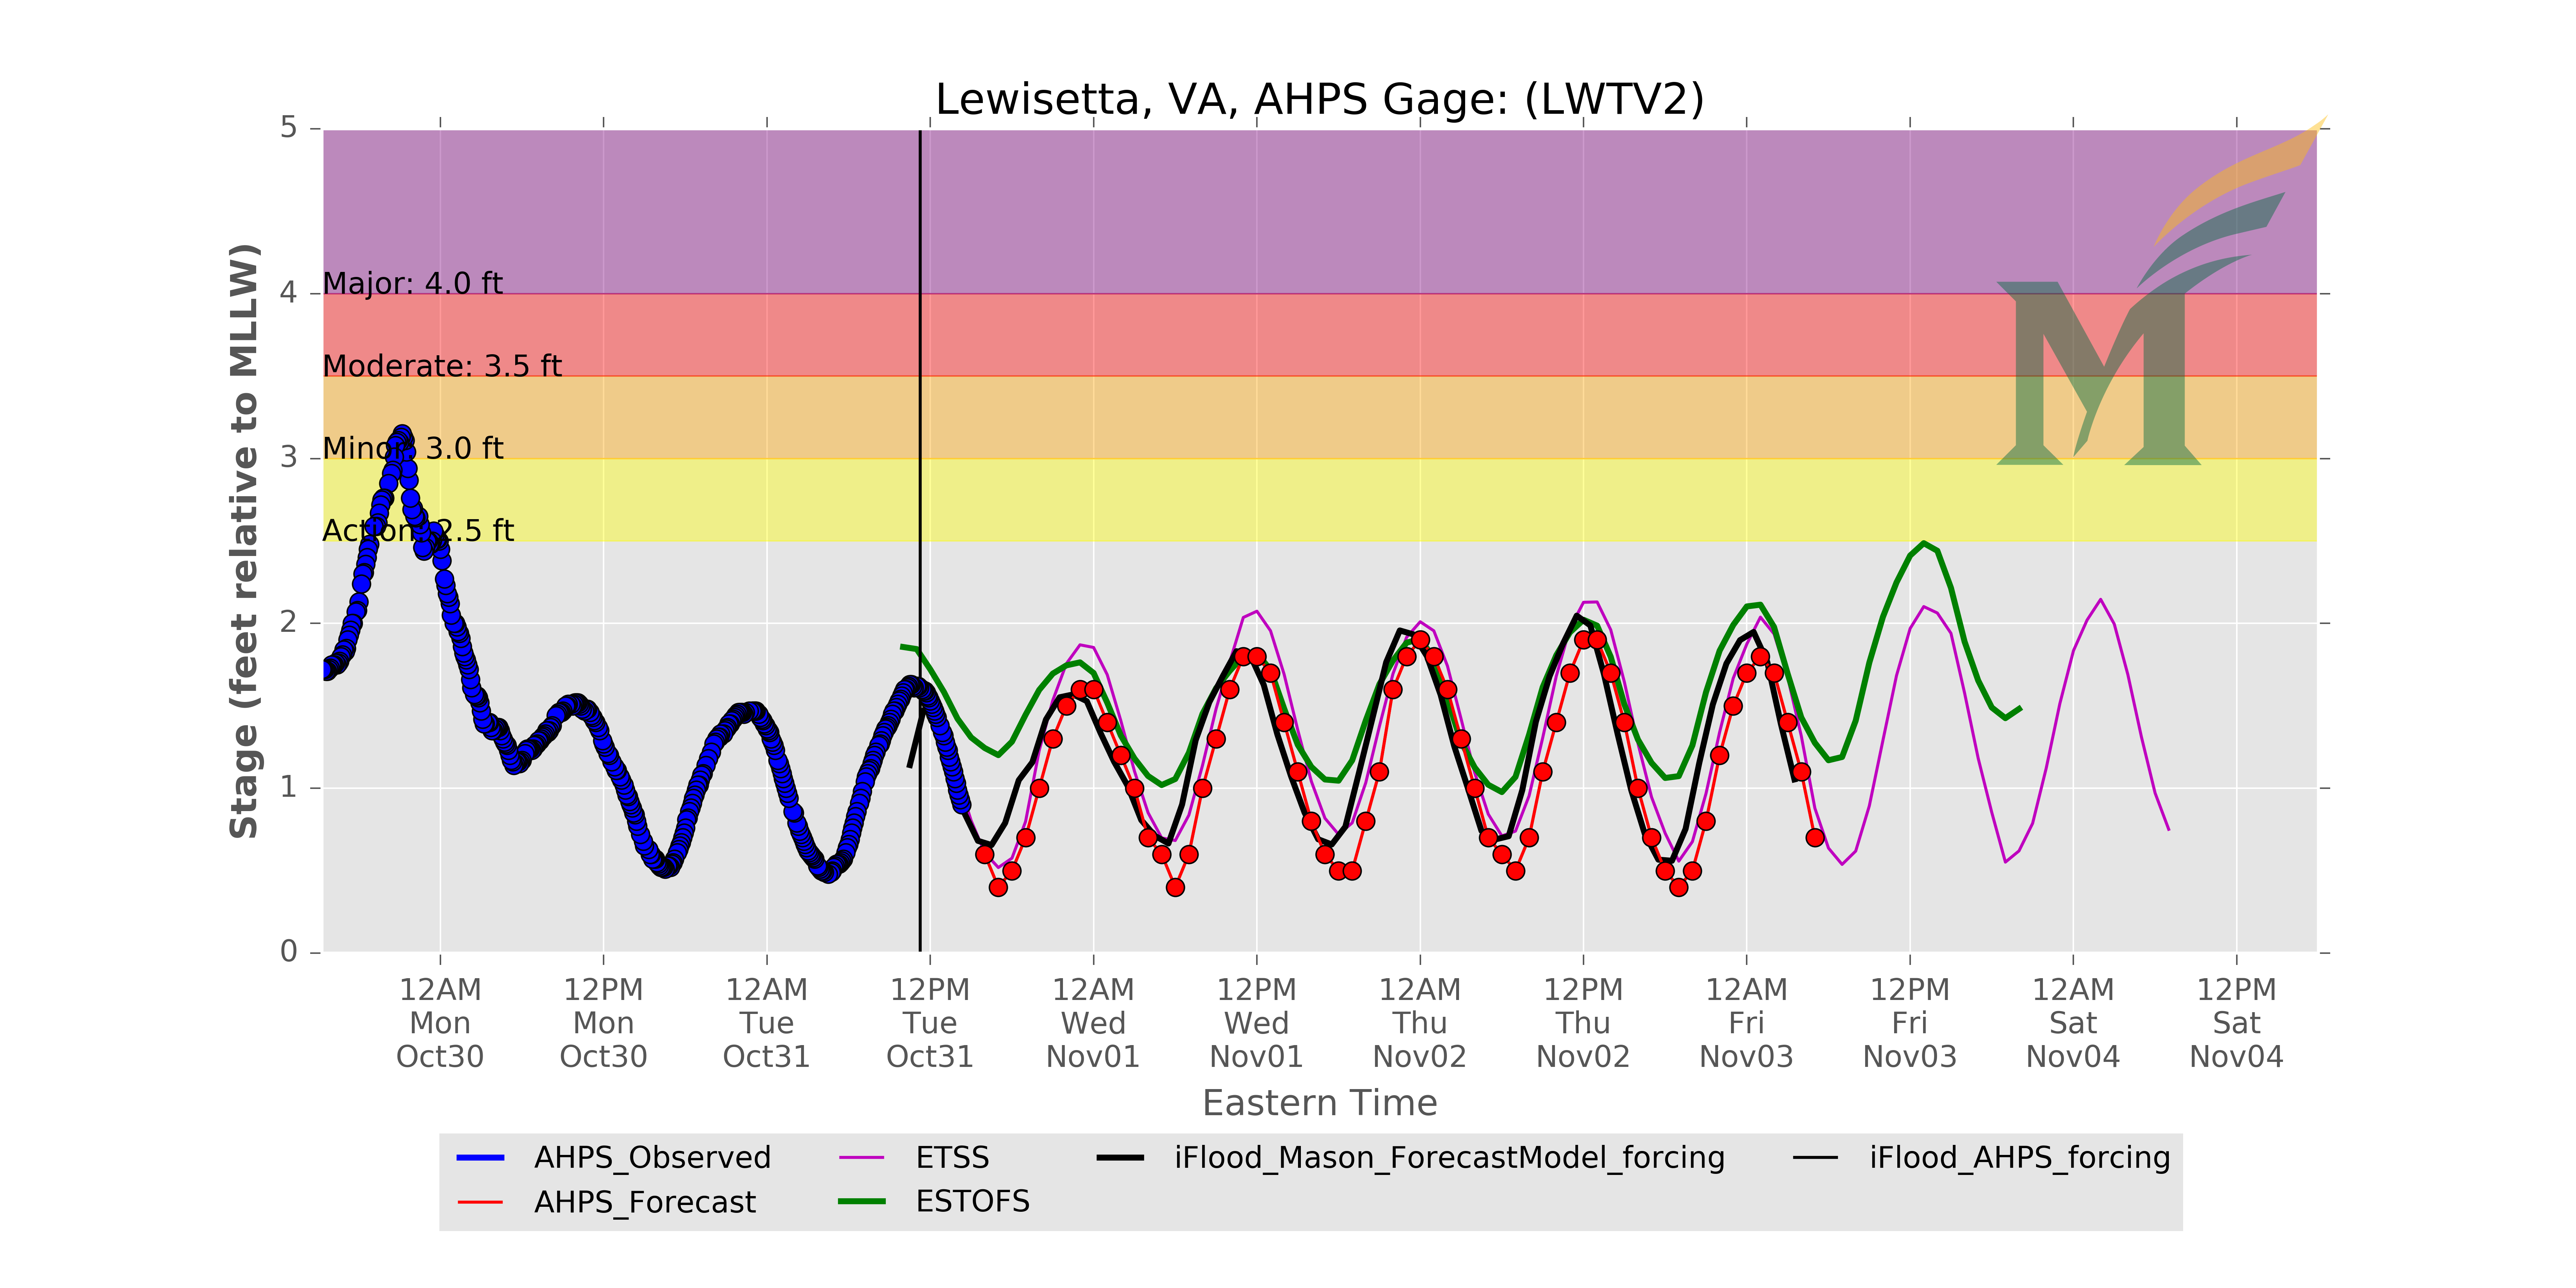 Lewisetta, VA, AHPS Gage: (LWTV2)
Stage (feet relative to MLLW)
5
4
3
2
1
0
Major: 4.0 ft
Moderate: 3.5 ft
Minor: 3.0 ft
Action: 2.5 ft
12AM 12PM 12AM 12PM 12AM 12PM 12AM 12PM 12AM 12PM 12AM 12PM
Mon Mon Tue Tue Wed Wed Thu Thu Fri Fri Sat Sat
Oct30 Oct30 Oct31 Oct31 Nov01 Nov01 Nov02 Nov02 Nov03 Nov03 Nov04 Nov04
Eastern Time
AHPS_Observed ETSS iFlood_Mason_ForecastModel_forcing iFlood_AHPS_forcing
AHPS_Forecast ESTOFS
M